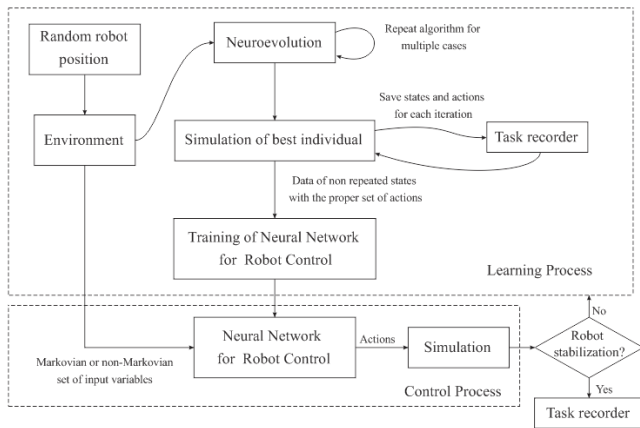 Random robot
position
Neuroevolution
Repeat algorithm for
multiple cases
Environment
Save states and actions
for each iteration
Simulation of best individual
Task recorder
Data of non repeated states
with the proper set of actions
Training of Neural Network
for Robot Control
Learning Process
Neural Network
for Robot Control
Actions
Simulation
Markovian or non-Markovian
set of input variables
Control Process
No
Robot
stabilization?
Yes
Task recorder